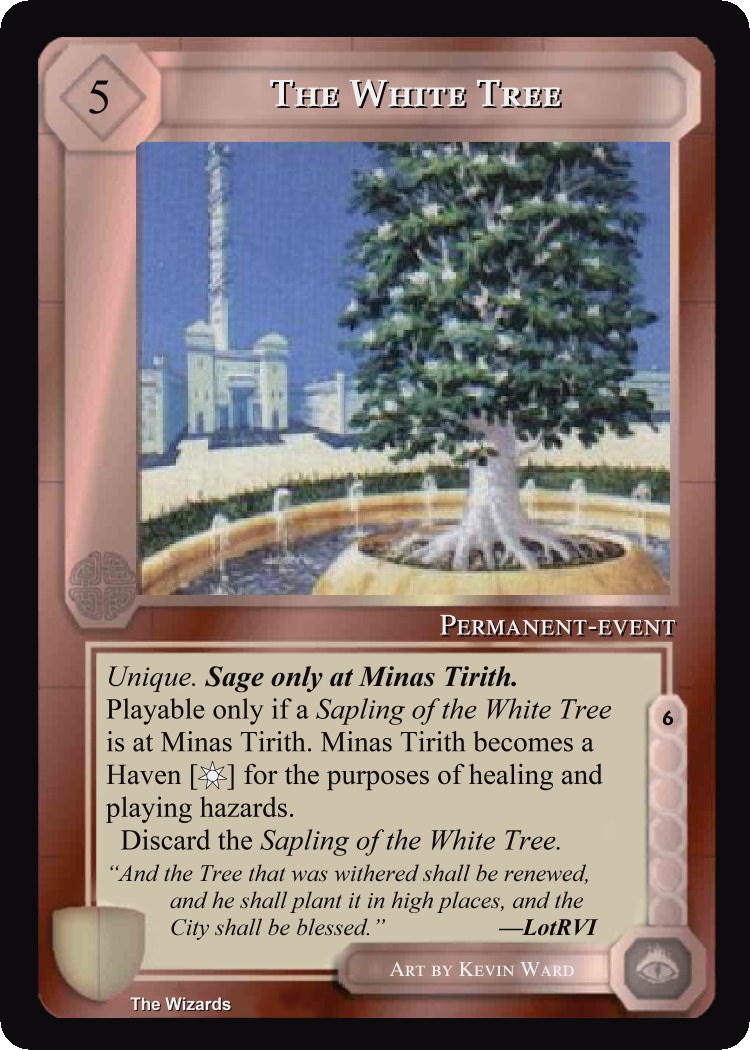 5
The White Tree
Permanent-event
Unique. Sage only at Minas Tirith.
Playable only if a Sapling of the White Tree
is at Minas Tirith. Minas Tirith becomes a
Haven [☼] for the purposes of healing and
playing hazards.
Discard the Sapling of the White Tree.
6
“And the Tree that was withered shall be renewed,
and he shall plant it in high places, and the
City shall be blessed.” —LotRVI
Art by Kevin Ward
The Wizards